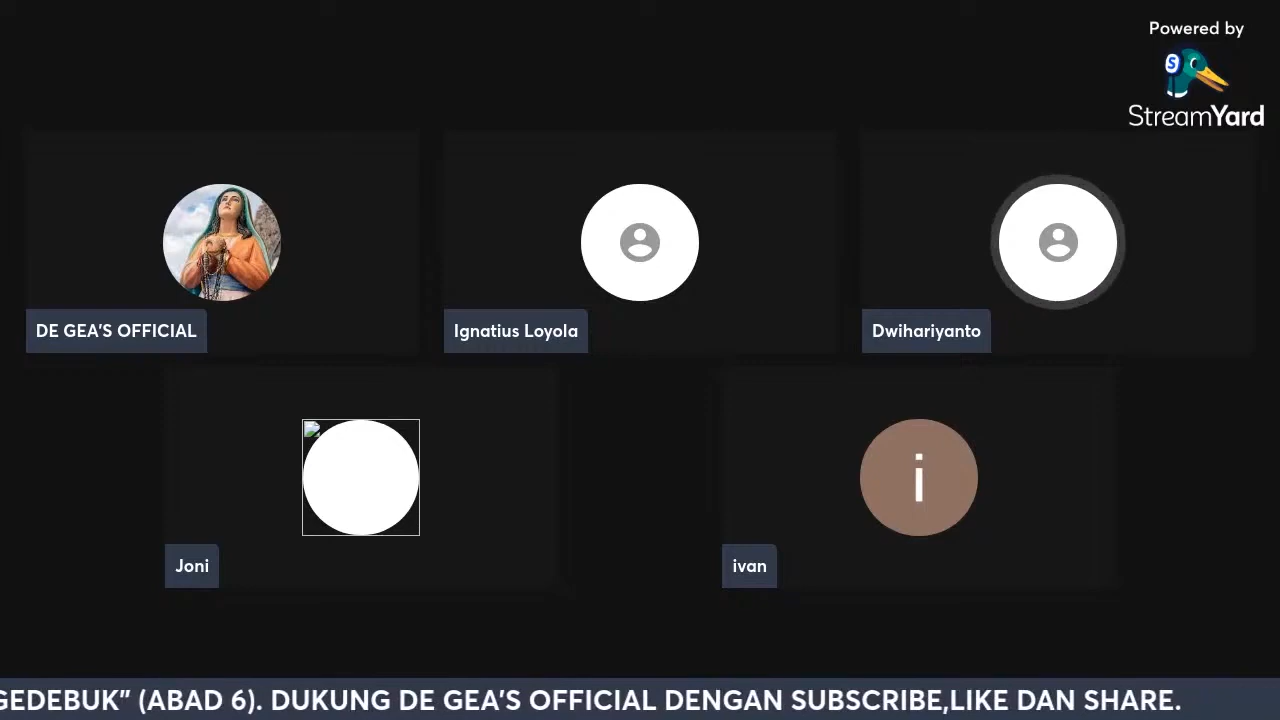 Powered by
StreamYard
DE GEA'S OFFICIAL
Ignatius Loyola
Dwihariyanto
Joni
i
ivan
GEDEBUK" (ABAD 6). DUKUNG DE GEA'S OFFICIAL DENGAN SUBSCRIBE,LIKE DAN SHARE.